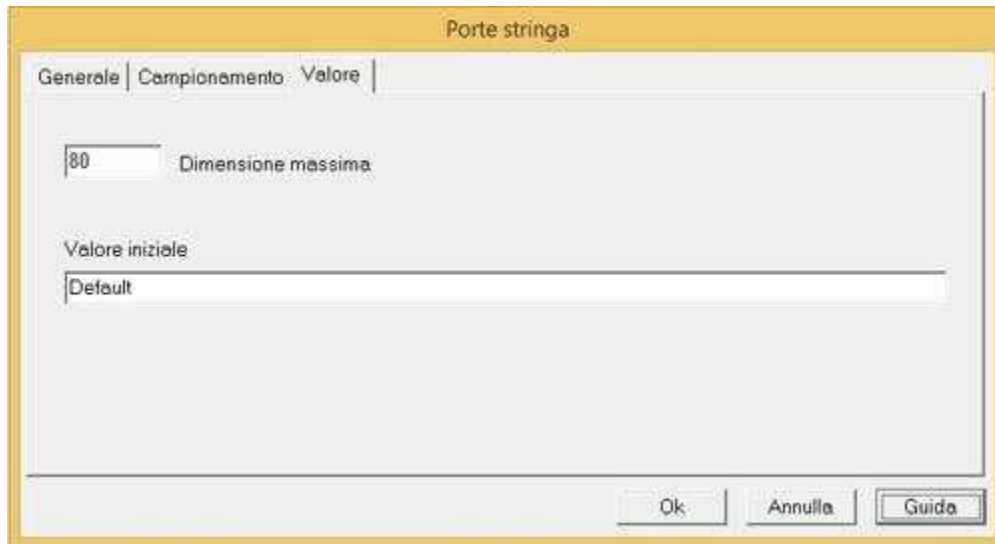 Porte stringa
Generale Campionamento Valore
80 Dimensione massima
Valore iniziale
Default
Ok Annulla Guida